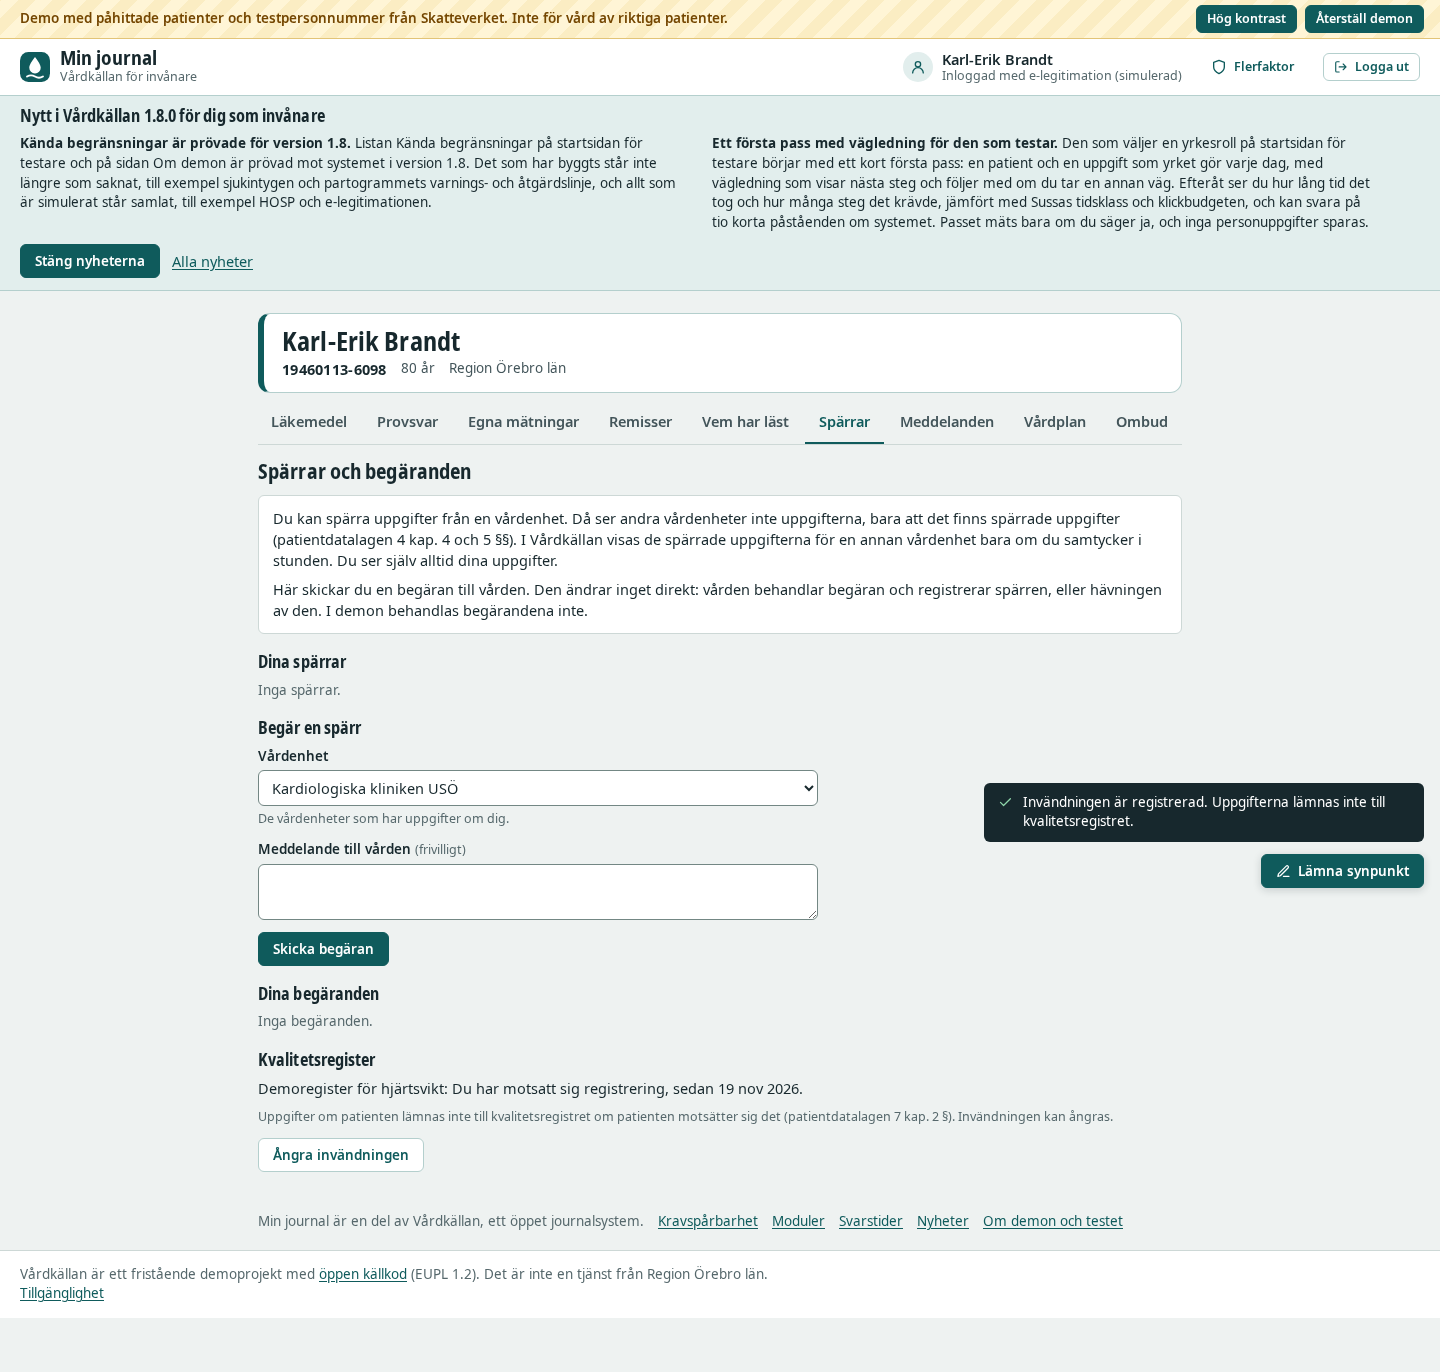 Demo med påhittade patienter och testpersonnummer från Skatteverket. Inte för vård av riktiga patienter.
Hög kontrast
Återställ demon
Min journal
Vårdkällan för invånare
Karl-Erik Brandt
Inloggad med e-legitimation (simulerad)
Flerfaktor
Logga ut
Nytt i Vårdkällan 1.8.0 för dig som invånare
Kända begränsningar är prövade för version 1.8. Listan Kända begränsningar på startsidan för
testare och på sidan Om demon är prövad mot systemet i version 1.8. Det som har byggts står inte
längre som saknat, till exempel sjukintygen och partogrammets varnings- och åtgärdslinje, och allt som
är simulerat står samlat, till exempel HOSP och e-legitimationen.
Ett första pass med vägledning för den som testar. Den som väljer en yrkesroll på startsidan för
testare börjar med ett kort första pass: en patient och en uppgift som yrket gör varje dag, med
vägledning som visar nästa steg och följer med om du tar en annan väg. Efteråt ser du hur lång tid det
tog och hur många steg det krävde, jämfört med Sussas tidsklass och klickbudgeten, och kan svara på
tio korta påståenden om systemet. Passet mäts bara om du säger ja, och inga personuppgifter sparas.
Stäng nyheterna
Alla nyheter
Karl-Erik Brandt
19460113-6098 80 år Region Örebro län
Läkemedel
Provsvar
Egna mätningar
Remisser
Vem har läst
Spärrar
Meddelanden
Vårdplan
Ombud
Spärrar och begäranden
Du kan spärra uppgifter från en vårdenhet. Då ser andra vårdenheter inte uppgifterna, bara att det finns spärrade uppgifter
(patientdatalagen 4 kap. 4 och 5 §§). I Vårdkällan visas de spärrade uppgifterna för en annan vårdenhet bara om du samtycker i
stunden. Du ser själv alltid dina uppgifter.
Här skickar du en begäran till vården. Den ändrar inget direkt: vården behandlar begäran och registrerar spärren, eller hävningen
av den. I demon behandlas begärandena inte.
Dina spärrar
Inga spärrar.
Begär en spärr
Vårdenhet
Kardiologiska kliniken USÖ
De vårdenheter som har uppgifter om dig.
Meddelande till vården (frivilligt)
Skicka begäran
Invändningen är registrerad. Uppgifterna lämnas inte till
kvalitetsregistret.
Lämna synpunkt
Dina begäranden
Inga begäranden.
Kvalitetsregister
Demoregister för hjärtsvikt: Du har motsatt sig registrering, sedan 19 nov 2026.
Uppgifter om patienten lämnas inte till kvalitetsregistret om patienten motsätter sig det (patientdatalagen 7 kap. 2 §). Invändningen kan ångras.
Ångra invändningen
Min journal är en del av Vårdkällan, ett öppet journalsystem. Kravspårbarhet Moduler Svarstider Nyheter Om demon och testet
Vårdkällan är ett fristående demoprojekt med öppen källkod (EUPL 1.2). Det är inte en tjänst från Region Örebro län.
Tillgänglighet